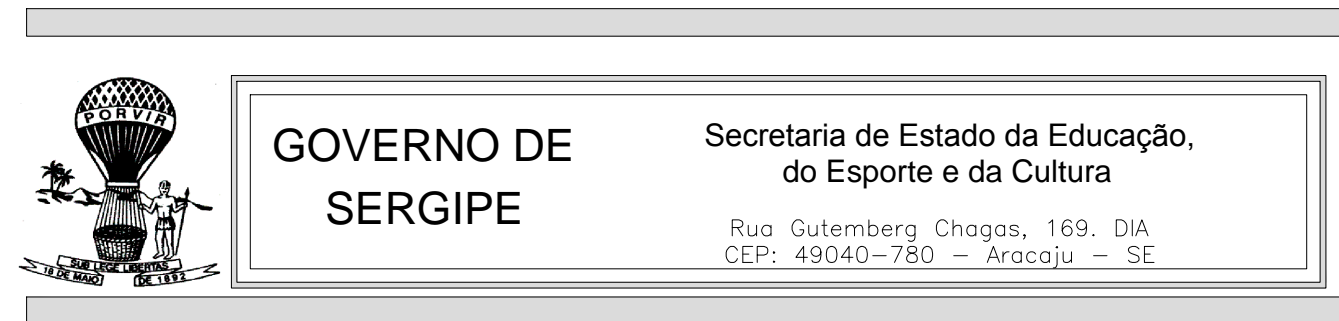 PORVIR
SUB LEGE LIBERTAS
18 DE MAIO DE 1892
GOVERNO DE
SERGIPE
Secretaria de Estado da Educação,
do Esporte e da Cultura
Rua Gutemberg Chagas, 169. DIA
CEP: 49040-780 - Aracaju - SE